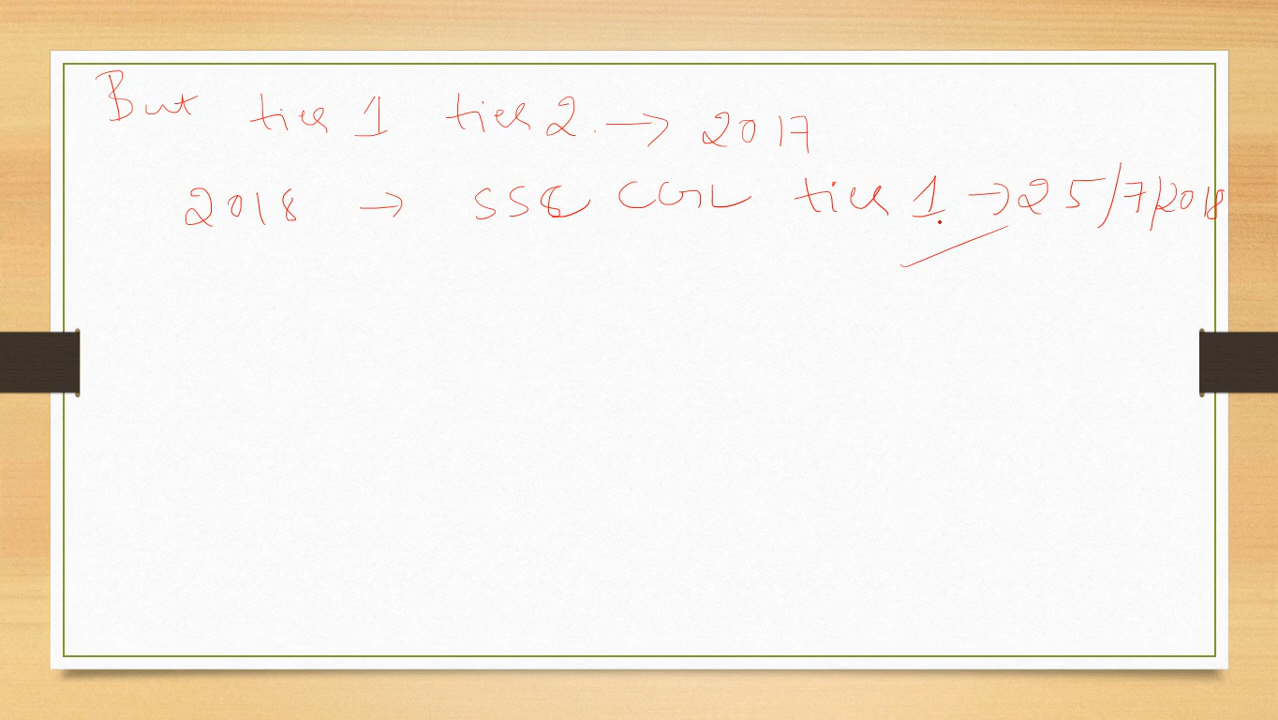 But tier 1 tier 2. → 2017
2018 → SSC CGL tier 1 → 25/7/2018